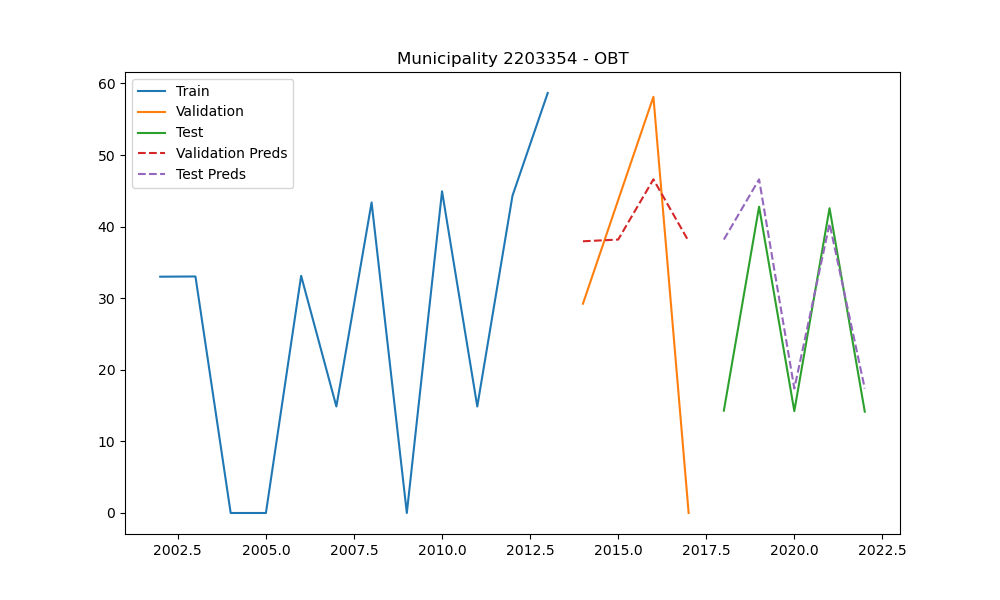 Municipality 2203354 - OBT
Train
Validation
Test
Validation Preds
Test Preds
60
50
40
30
20
10
0
2002.5 2005.0 2007.5 2010.0 2012.5 2015.0 2017.5 2020.0 2022.5